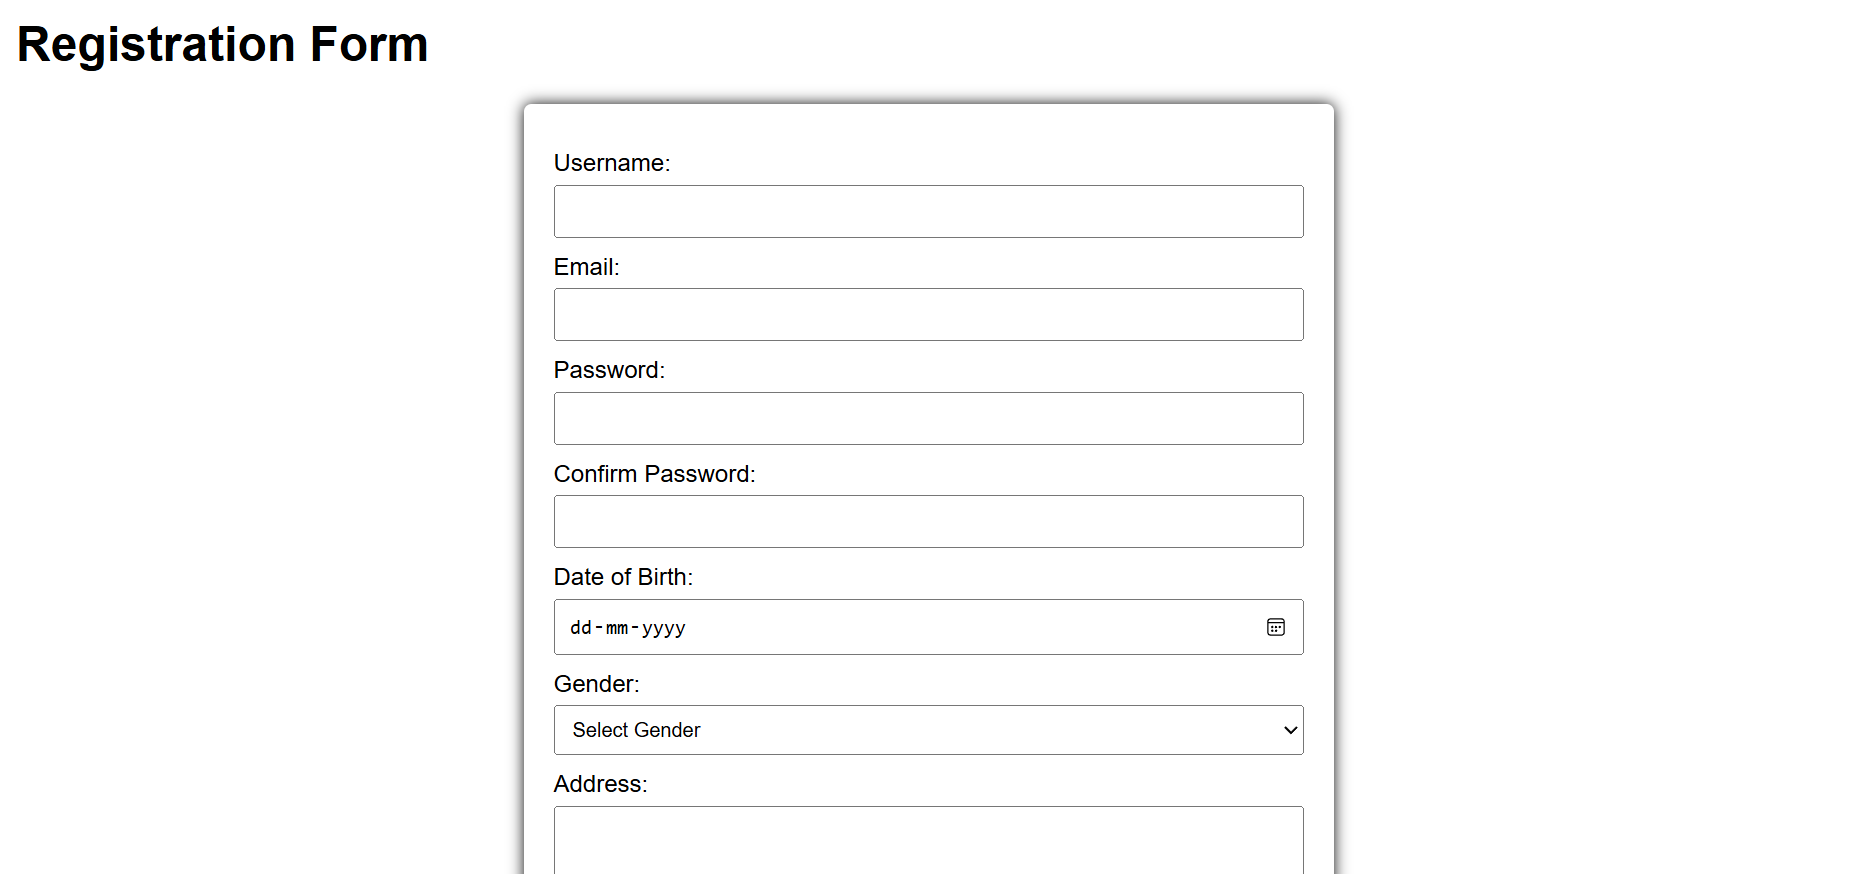 Registration Form
Username:
Email:
Password:
Confirm Password:
Date of Birth:
dd-mm-yyyy
Gender:
Select Gender
Address: